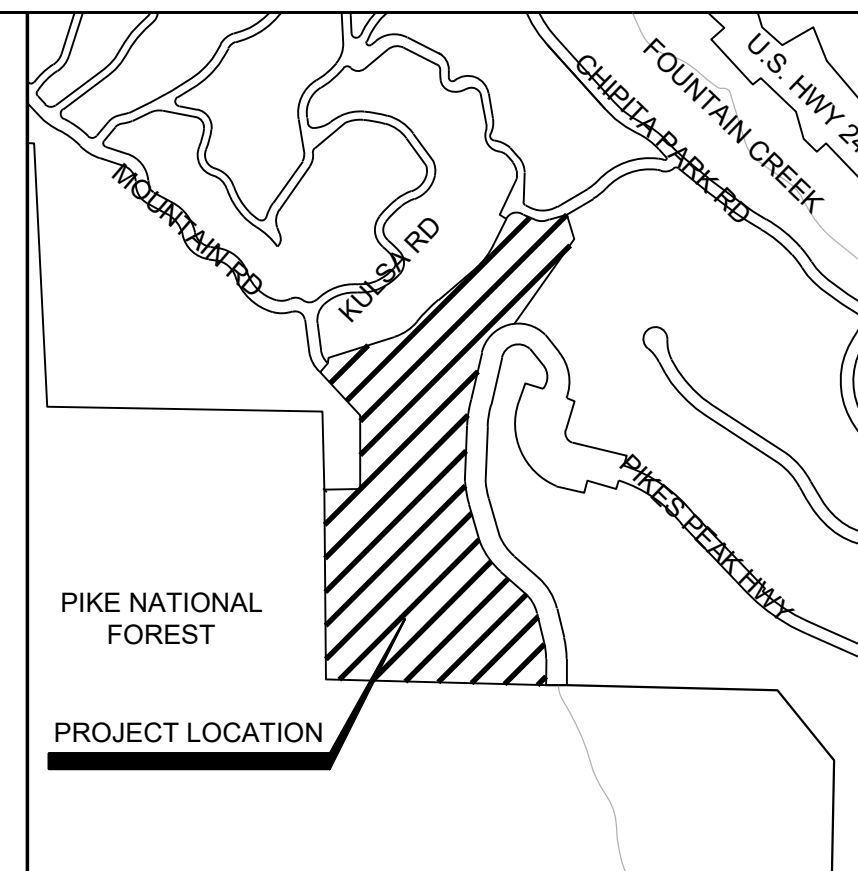 U.S. HWY 24
FOUNTAIN CREEK
CHIPITA PARK RD
MOUNTAIN RD
KULSA RD
PIKES PEAK HWY
PIKE NATIONAL
FOREST
PROJECT LOCATION